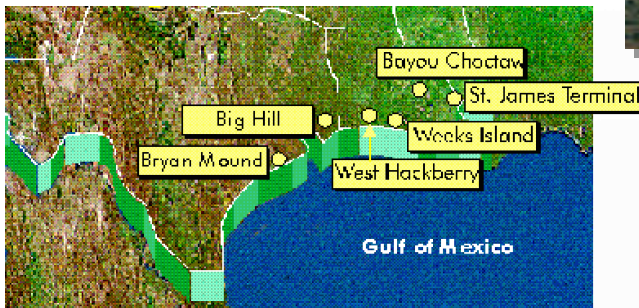 Bayou Choctaw
St. James Terminal
Big Hill
Weeks Island
Bryan Mound
West Hackberry
Gulf of Mexico